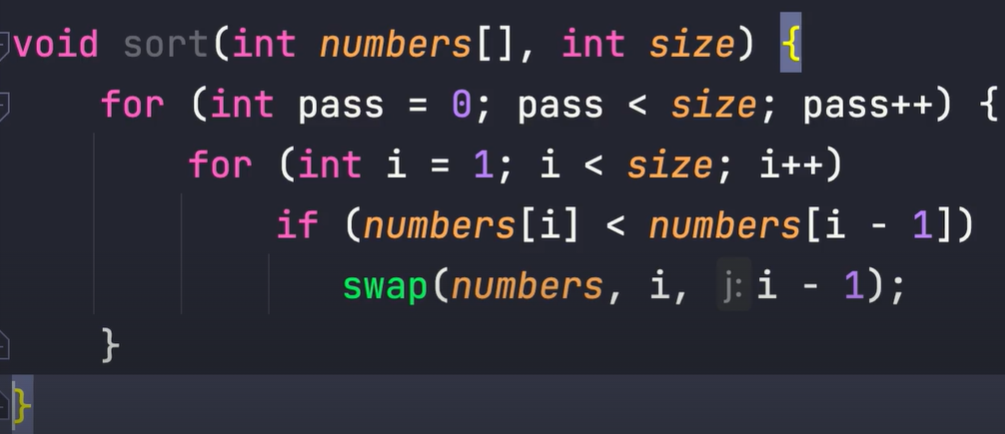 void sort(int numbers[], int size) {
for (int pass = 0; pass < size; pass++) {
for (int i = 1; i < size; i++)
if (numbers[i] < numbers[i - 1])
swap(numbers, i, j: i - 1);
}
}